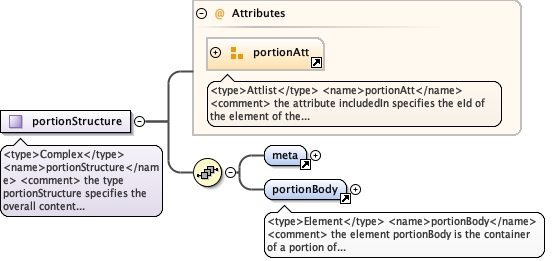 @ Attributes
portionAtt
<type>Attlist</type> <name>portionAtt</name>
<comment> the attribute includedIn specifies the eId of
the element of the...
portionStructure
<type>Complex</type>
<name>portionStructure</nam
e> <comment> the type
portionStructure specifies the
overall content...
meta
portionBody
<type>Element</type> <name>portionBody</name>
<comment> the element portionBody is the container
of a portion of...